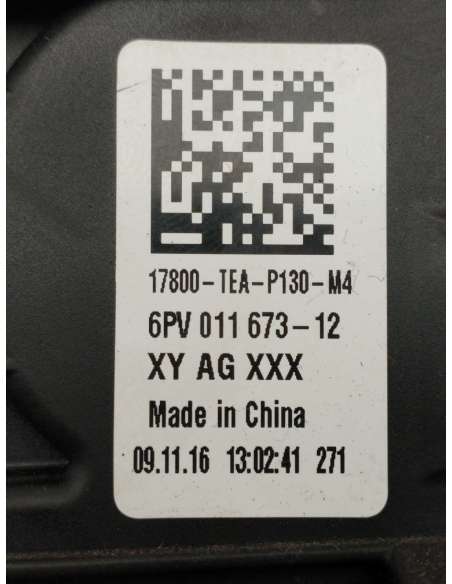 17800-TEA-P130-M4
6PV 011 673-12
XY AG XXX
Made in China
09.11.16 13:02:41 271